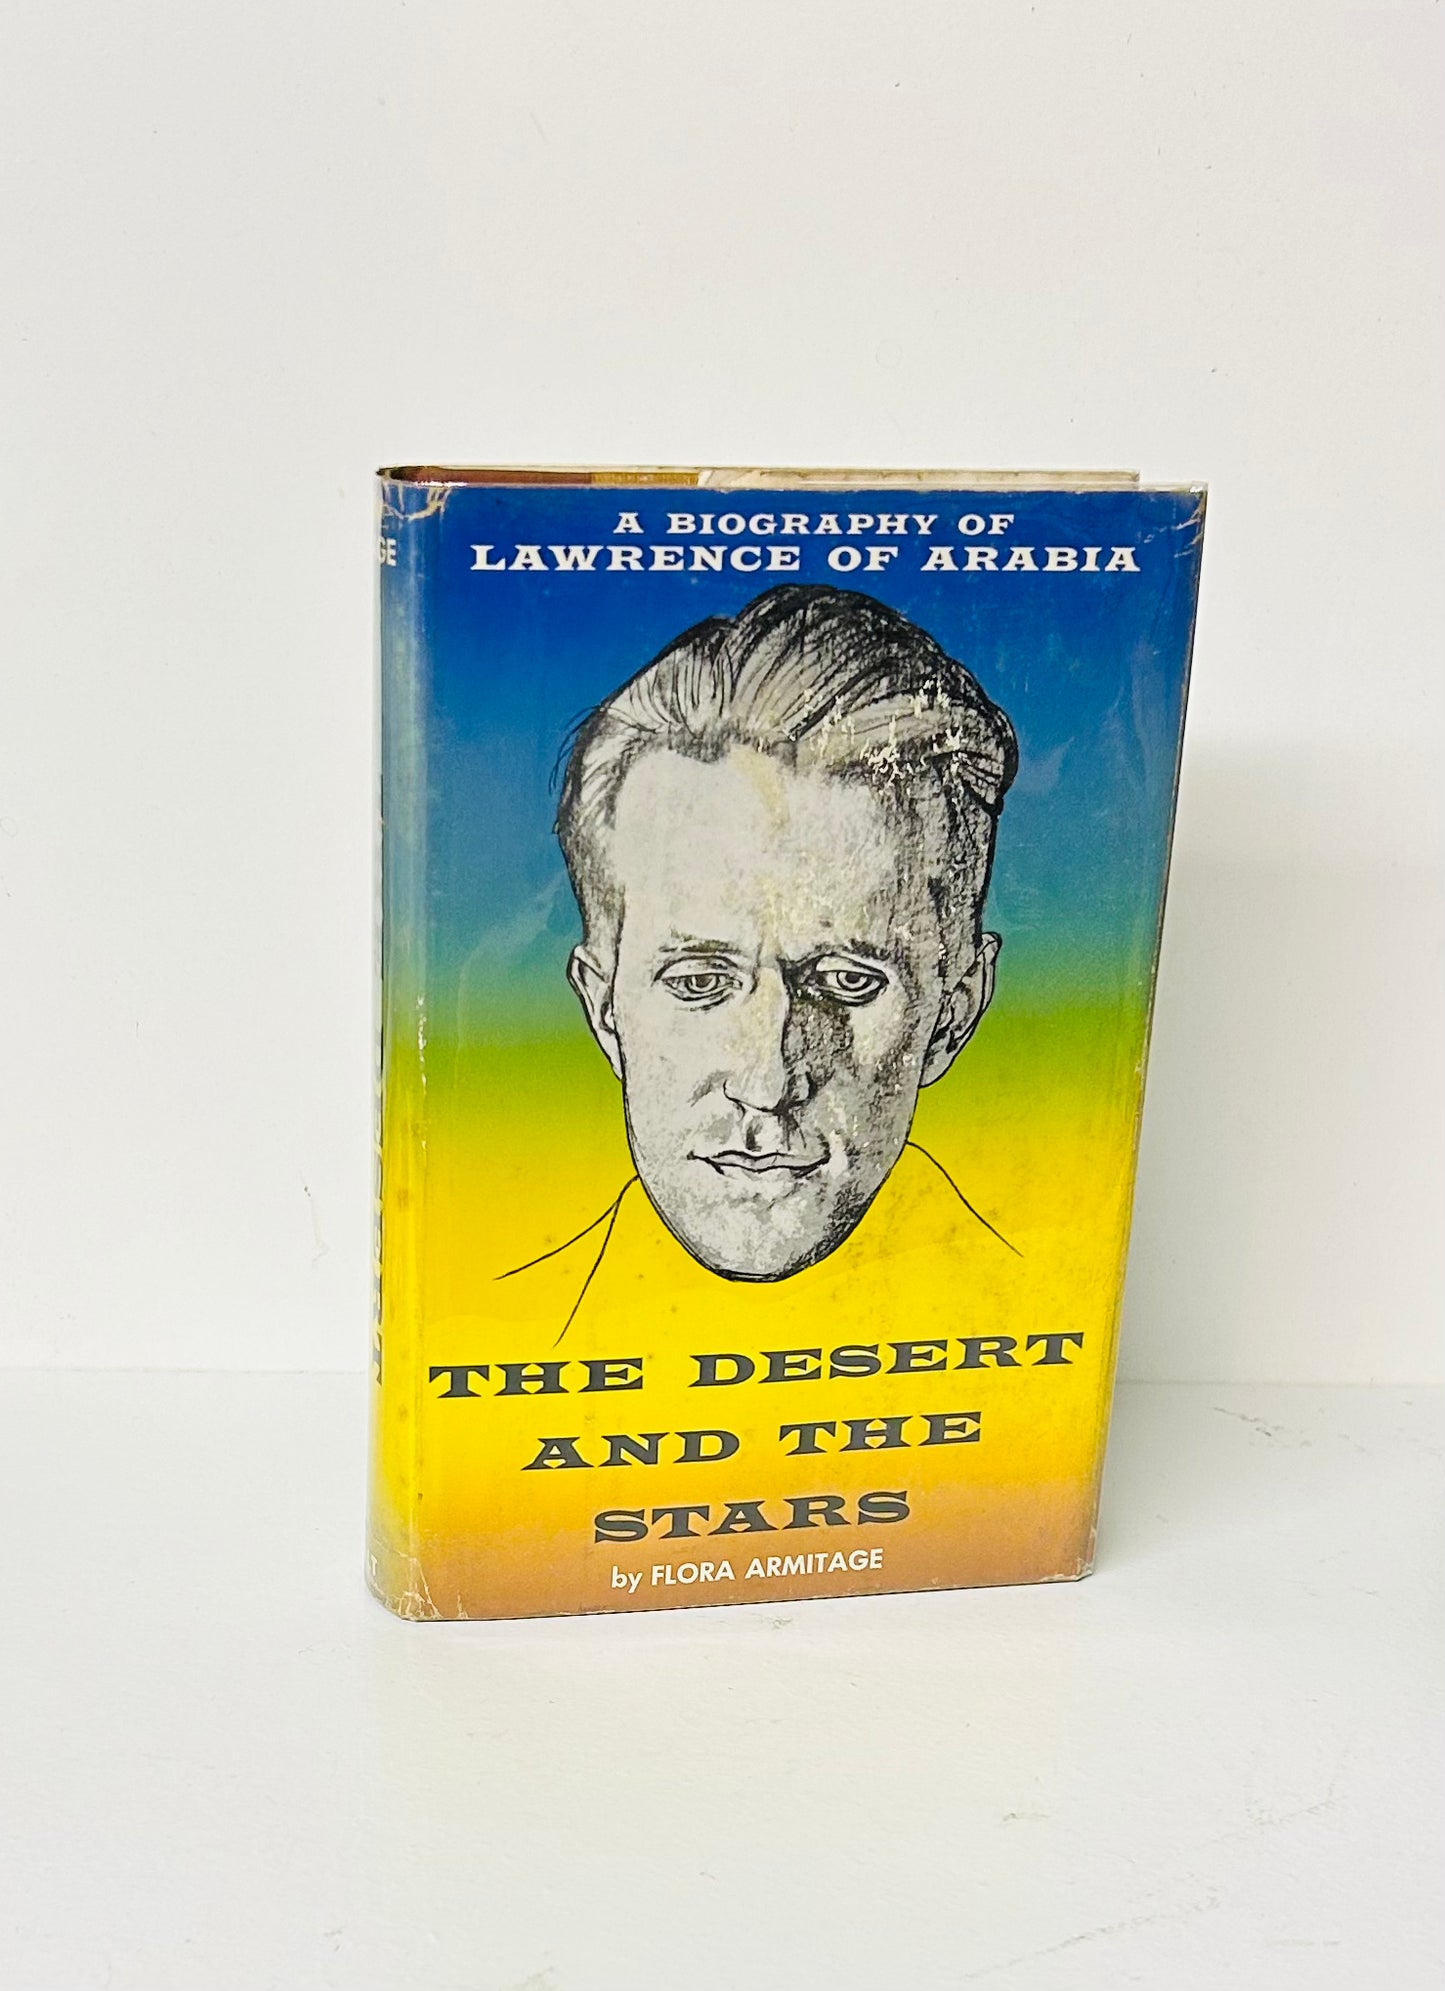 A BIOGRAPHY OF
LAWRENCE OF ARABIA
THE DESERT
AND THE
STARS
by FLORA ARMITAGE